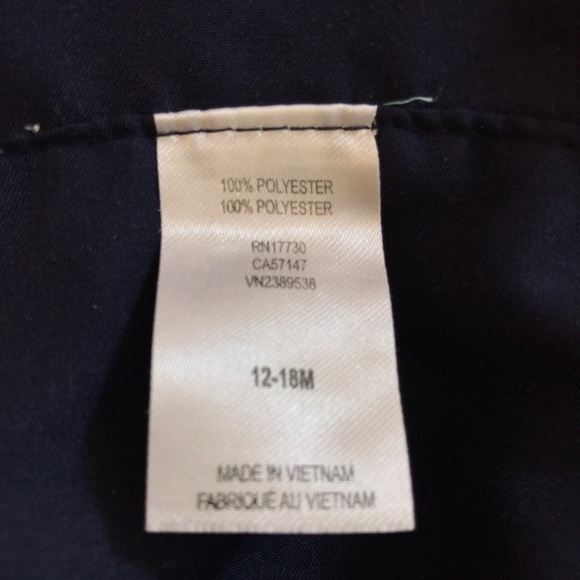 100% POLYESTER
100% POLYESTER
RN17730
CA57147
VN2389538
12-18M
MADE IN VIETNAM
FABRIQUÉ AU VIETNAM